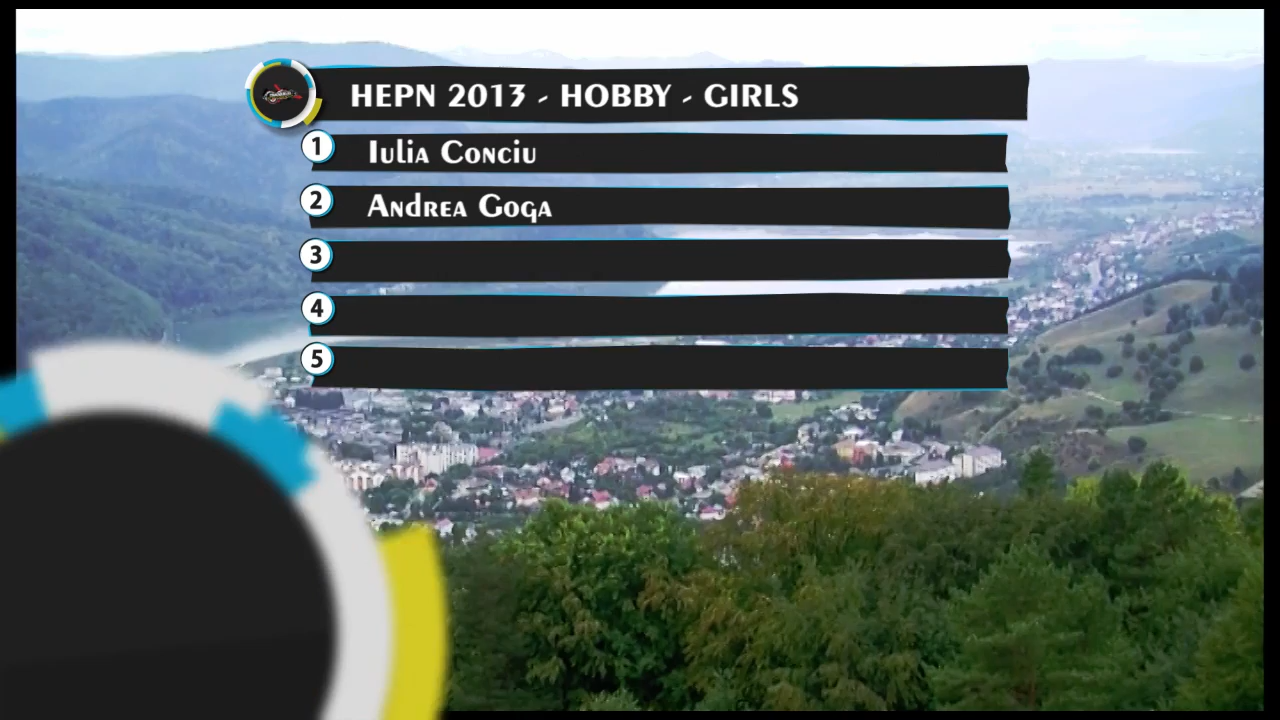 HEPN 2013 - HOBBY - GIRLS
1 Iulia Conciu
2 Andrea Goga
3
4
5